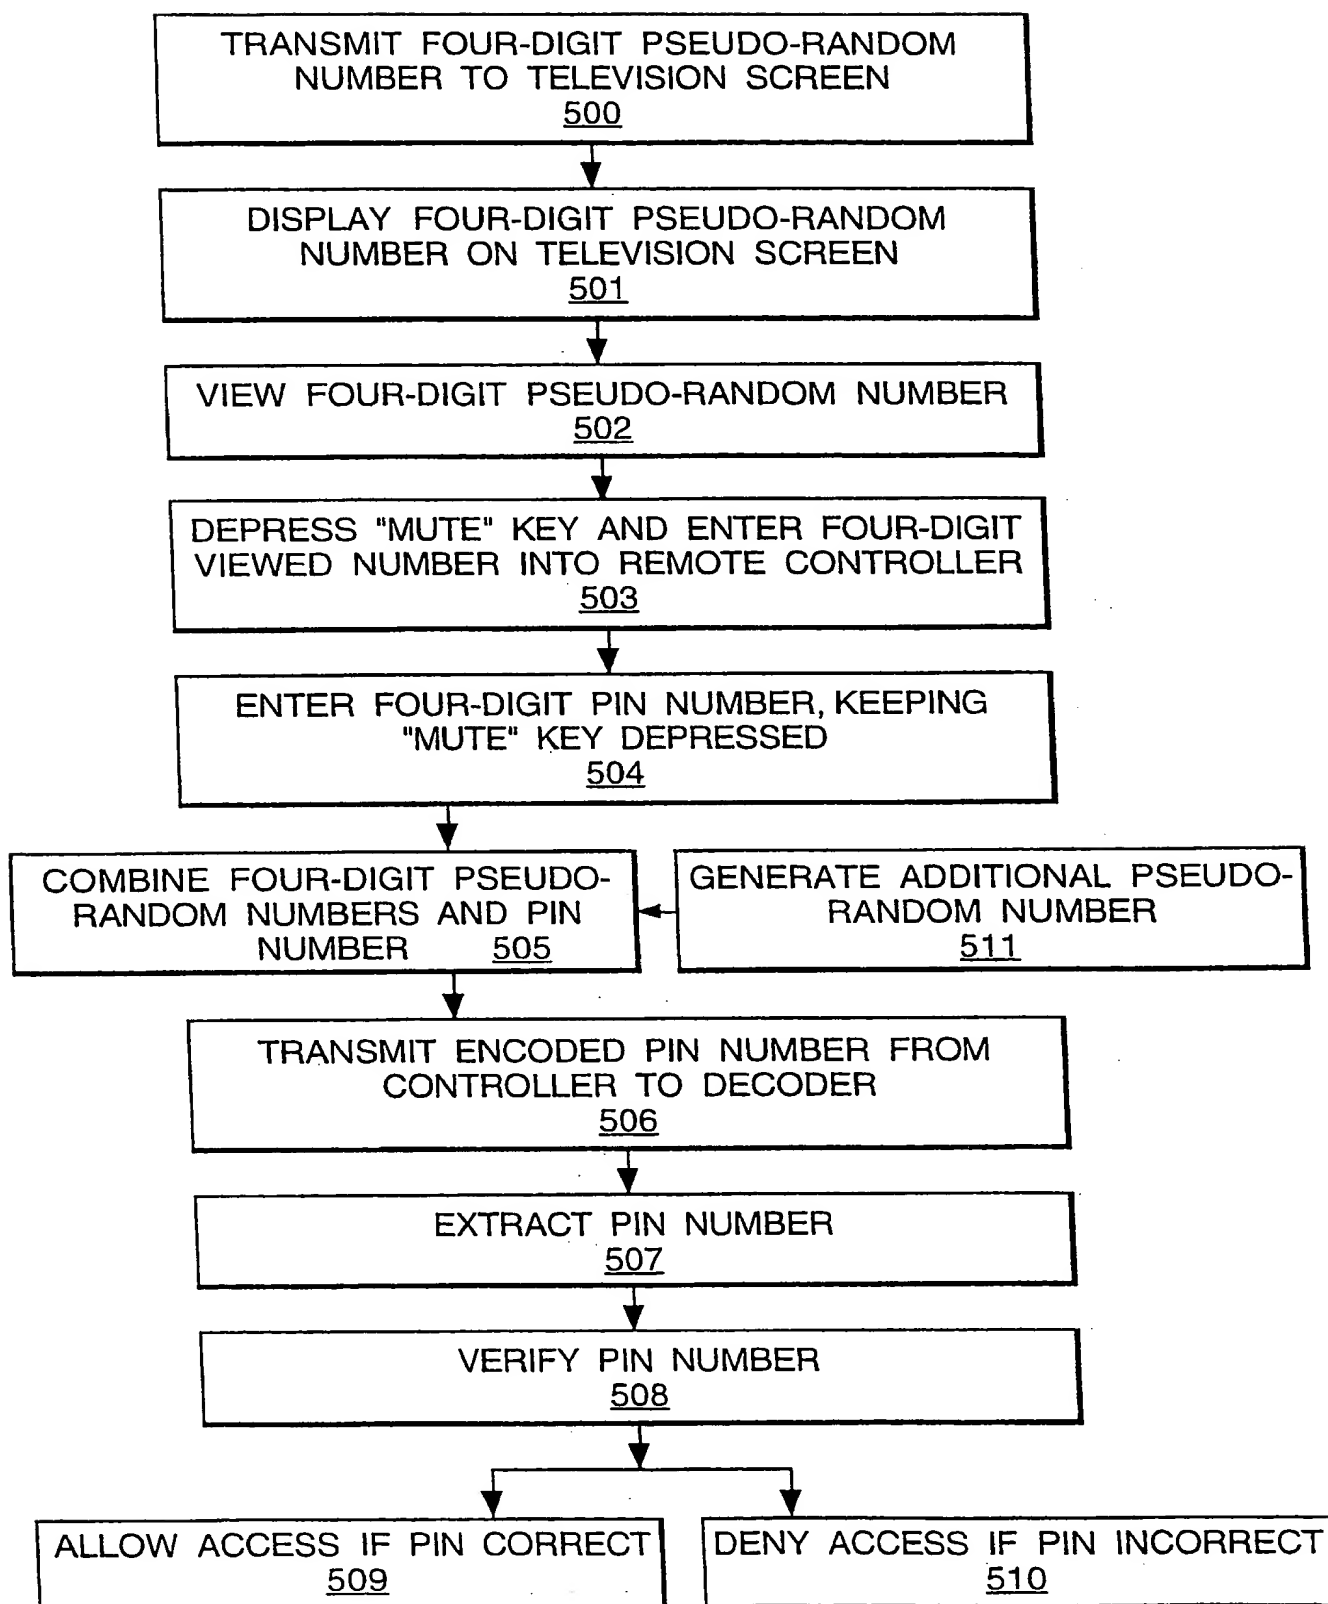 TRANSMIT FOUR-DIGIT PSEUDO-RANDOM
NUMBER TO TELEVISION SCREEN
500
DISPLAY FOUR-DIGIT PSEUDO-RANDOM
NUMBER ON TELEVISION SCREEN
501
VIEW FOUR-DIGIT PSEUDO-RANDOM NUMBER
502
DEPRESS "MUTE" KEY AND ENTER FOUR-DIGIT
VIEWED NUMBER INTO REMOTE CONTROLLER
503
ENTER FOUR-DIGIT PIN NUMBER, KEEPING
"MUTE" KEY DEPRESSED
504
COMBINE FOUR-DIGIT PSEUDO-
RANDOM NUMBERS AND PIN
NUMBER 505
GENERATE ADDITIONAL PSEUDO-
RANDOM NUMBER
511
TRANSMIT ENCODED PIN NUMBER FROM
CONTROLLER TO DECODER
506
EXTRACT PIN NUMBER
507
VERIFY PIN NUMBER
508
ALLOW ACCESS IF PIN CORRECT
509
DENY ACCESS IF PIN INCORRECT
510